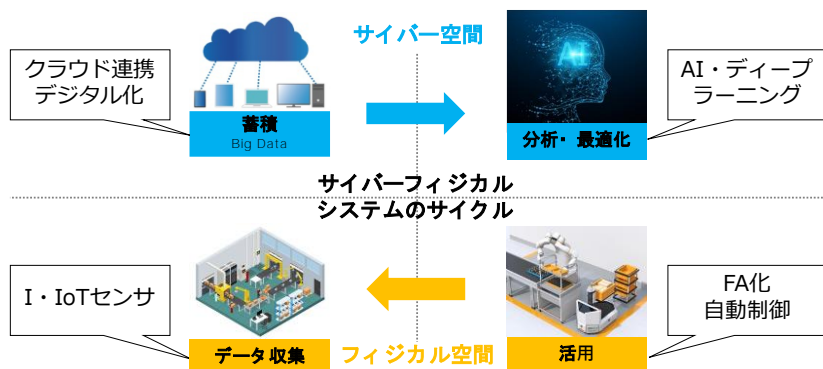 サイバー空間
クラウド連携
デジタル化
AI
AI・ディープ
ラーニング
蓄積
Big Data
分析・最適化
サイバーフィジカル
システムのサイクル
I・IoTセンサ
FA化
自動制御
データ収集
フィジカル空間
活用